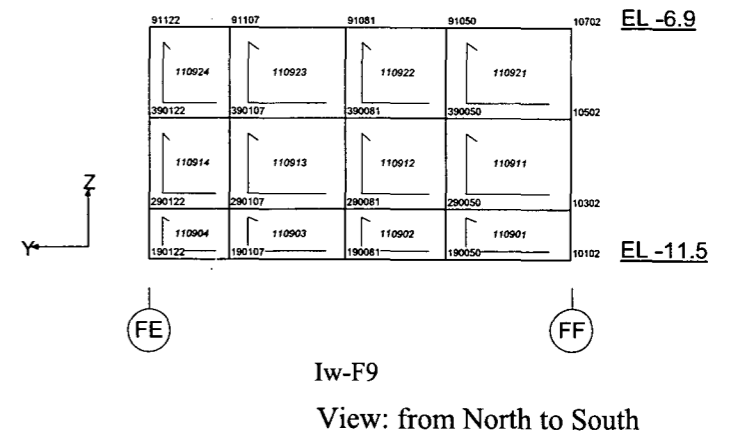 91122 91107 91081 91050 10702 EL -6.9
110924 110923 110922 110921
390122 390107 390081 390050 10502
110914 110913 110912 110911
Z
290122 290107 290081 290050 10302
110904 110903 110902 110901
Y
190122 190107 190081 190050 10102 EL -11.5
FE FF
Iw-F9
View: from North to South